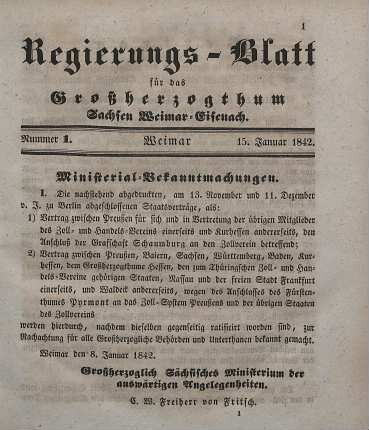 1
Regierungs-Blatt
für das
Großherzogthum
Sachsen Weimar-Eisenach.
Nummer 1. Weimar 15. Januar 1842.
Ministerial-Bekanntmachungen.
I. Die nachstehend abgedruckten, am 13. November und 11. Dezember
v. J. zu Berlin abgeschlossenen Staatsverträge, als:
1) Vertrag zwischen Preußen für sich und in Vertretung der übrigen Mitglieder
des Zoll- und Handels-Vereins einerseits und Kurhessen andererseits, den
Anschluß der Grafschaft Schaumburg an den Zollverein betreffend;
2) Vertrag zwischen Preußen, Baiern, Sachsen, Württemberg, Baden, Kur-
hessen, dem Großherzogthume Hessen, den zum Thüringischen Zoll- und Han-
dels-Vereine gehörigen Staaten, Nassau und der freien Stadt Frankfurt
einerseits, und Waldeck andererseits, wegen des Anschlusses des Fürsten-
thumes Pyrmont an das Zoll-System Preußens und der übrigen Staaten
des Zollvereins
werden hierdurch, nachdem dieselben gegenseitig ratificirt worden sind, zur
Nachachtung für alle Großherzogliche Behörden und Unterthanen bekannt gemacht.
Weimar den 8. Januar 1842.
Großherzoglich Sächsisches Ministerium der
auswärtigen Angelegenheiten.
C. W. Freiherr von Fritsch.
1